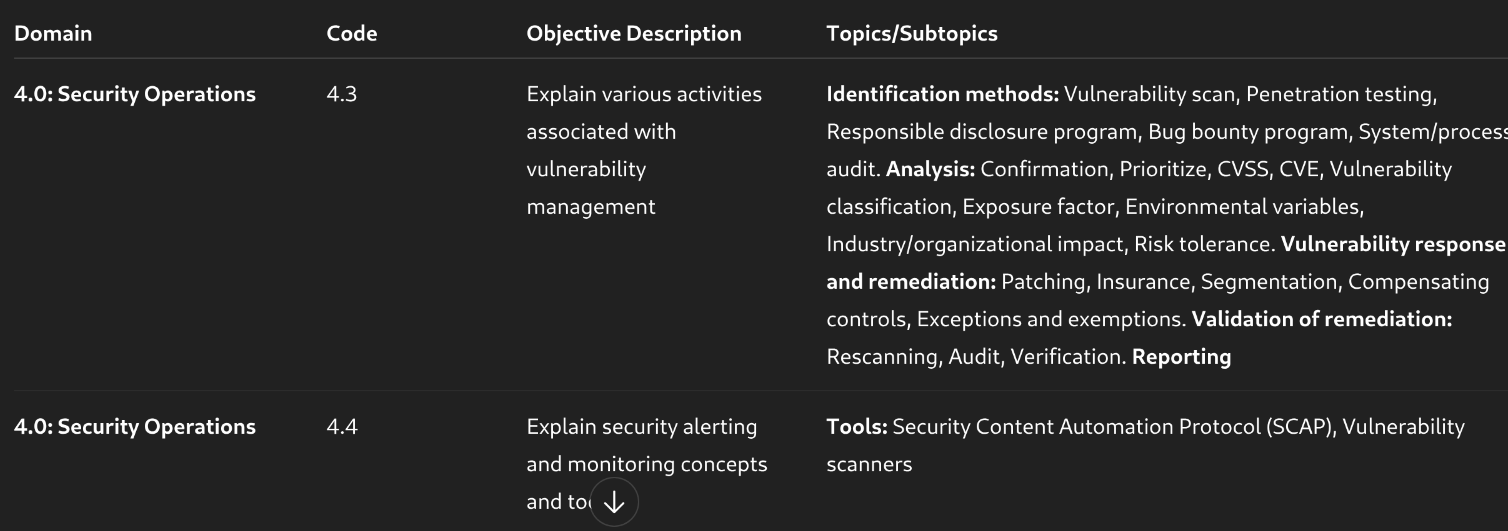 Domain Code Objective Description Topics/Subtopics
4.0: Security Operations 4.3 Explain various activities Identification methods: Vulnerability scan, Penetration testing,
associated with Responsible disclosure program, Bug bounty program, System/process
vulnerability audit. Analysis: Confirmation, Prioritize, CVSS, CVE, Vulnerability
management classification, Exposure factor, Environmental variables,
Industry/organizational impact, Risk tolerance. Vulnerability response
and remediation: Patching, Insurance, Segmentation, Compensating
controls, Exceptions and exemptions. Validation of remediation:
Rescanning, Audit, Verification. Reporting
4.0: Security Operations 4.4 Explain security alerting Tools: Security Content Automation Protocol (SCAP), Vulnerability
and monitoring concepts scanners
and